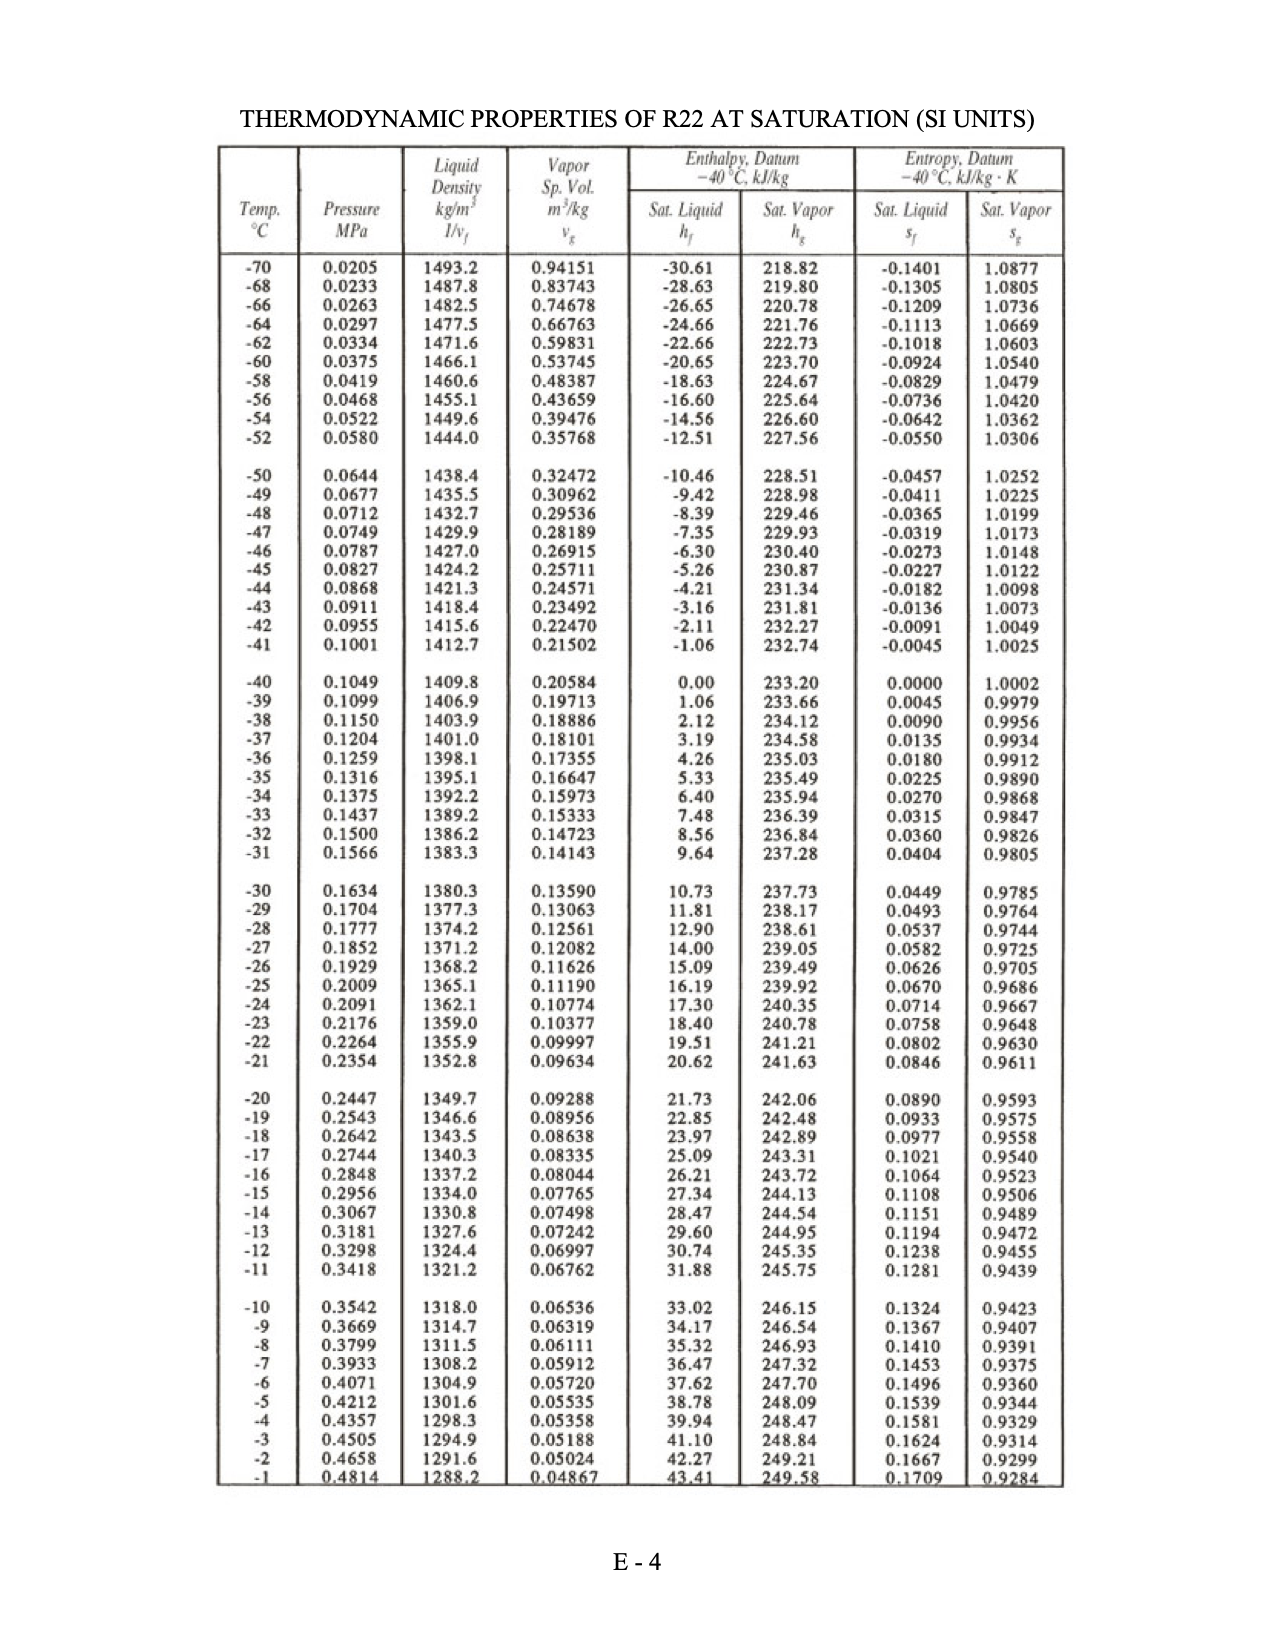 THERMODYNAMIC PROPERTIES OF R22 AT SATURATION (SI UNITS)
Temp. °C | Pressure MPa | Liquid Density kg/m³ 1/vf | Vapor Sp. Vol. m³/kg vg | Enthalpy, Datum −40 °C, kJ/kg | Entropy, Datum −40 °C, kJ/kg · K
Sat. Liquid hf | Sat. Vapor hg | Sat. Liquid sf | Sat. Vapor sg
-70 0.0205 1493.2 0.94151 -30.61 218.82 -0.1401 1.0877
-68 0.0233 1487.8 0.83743 -28.63 219.80 -0.1305 1.0805
-66 0.0263 1482.5 0.74678 -26.65 220.78 -0.1209 1.0736
-64 0.0297 1477.5 0.66763 -24.66 221.76 -0.1113 1.0669
-62 0.0334 1471.6 0.59831 -22.66 222.73 -0.1018 1.0603
-60 0.0375 1466.1 0.53745 -20.65 223.70 -0.0924 1.0540
-58 0.0419 1460.6 0.48387 -18.63 224.67 -0.0829 1.0479
-56 0.0468 1455.1 0.43659 -16.60 225.64 -0.0736 1.0420
-54 0.0522 1449.6 0.39476 -14.56 226.60 -0.0642 1.0362
-52 0.0580 1444.0 0.35768 -12.51 227.56 -0.0550 1.0306
-50 0.0644 1438.4 0.32472 -10.46 228.51 -0.0457 1.0252
-49 0.0677 1435.5 0.30962 -9.42 228.98 -0.0411 1.0225
-48 0.0712 1432.7 0.29536 -8.39 229.46 -0.0365 1.0199
-47 0.0749 1429.9 0.28189 -7.35 229.93 -0.0319 1.0173
-46 0.0787 1427.0 0.26915 -6.30 230.40 -0.0273 1.0148
-45 0.0827 1424.2 0.25711 -5.26 230.87 -0.0227 1.0122
-44 0.0868 1421.3 0.24571 -4.21 231.34 -0.0182 1.0098
-43 0.0911 1418.4 0.23492 -3.16 231.81 -0.0136 1.0073
-42 0.0955 1415.6 0.22470 -2.11 232.27 -0.0091 1.0049
-41 0.1001 1412.7 0.21502 -1.06 232.74 -0.0045 1.0025
-40 0.1049 1409.8 0.20584 0.00 233.20 0.0000 1.0002
-39 0.1099 1406.9 0.19713 1.06 233.66 0.0045 0.9979
-38 0.1150 1403.9 0.18886 2.12 234.12 0.0090 0.9956
-37 0.1204 1401.0 0.18101 3.19 234.58 0.0135 0.9934
-36 0.1259 1398.1 0.17355 4.26 235.03 0.0180 0.9912
-35 0.1316 1395.1 0.16647 5.33 235.49 0.0225 0.9890
-34 0.1375 1392.2 0.15973 6.40 235.94 0.0270 0.9868
-33 0.1437 1389.2 0.15333 7.48 236.39 0.0315 0.9847
-32 0.1500 1386.2 0.14723 8.56 236.84 0.0360 0.9826
-31 0.1566 1383.3 0.14143 9.64 237.28 0.0404 0.9805
-30 0.1634 1380.3 0.13590 10.73 237.73 0.0449 0.9785
-29 0.1704 1377.3 0.13063 11.81 238.17 0.0493 0.9764
-28 0.1777 1374.2 0.12561 12.90 238.61 0.0537 0.9744
-27 0.1852 1371.2 0.12082 14.00 239.05 0.0582 0.9725
-26 0.1929 1368.2 0.11626 15.09 239.49 0.0626 0.9705
-25 0.2009 1365.1 0.11190 16.19 239.92 0.0670 0.9686
-24 0.2091 1362.1 0.10774 17.30 240.35 0.0714 0.9667
-23 0.2176 1359.0 0.10377 18.40 240.78 0.0758 0.9648
-22 0.2264 1355.9 0.09997 19.51 241.21 0.0802 0.9630
-21 0.2354 1352.8 0.09634 20.62 241.63 0.0846 0.9611
-20 0.2447 1349.7 0.09288 21.73 242.06 0.0890 0.9593
-19 0.2543 1346.6 0.08956 22.85 242.48 0.0933 0.9575
-18 0.2642 1343.5 0.08638 23.97 242.89 0.0977 0.9558
-17 0.2744 1340.3 0.08335 25.09 243.31 0.1021 0.9540
-16 0.2848 1337.2 0.08044 26.21 243.72 0.1064 0.9523
-15 0.2956 1334.0 0.07765 27.34 244.13 0.1108 0.9506
-14 0.3067 1330.8 0.07498 28.47 244.54 0.1151 0.9489
-13 0.3181 1327.6 0.07242 29.60 244.95 0.1194 0.9472
-12 0.3298 1324.4 0.06997 30.74 245.35 0.1238 0.9455
-11 0.3418 1321.2 0.06762 31.88 245.75 0.1281 0.9439
-10 0.3542 1318.0 0.06536 33.02 246.15 0.1324 0.9423
-9 0.3669 1314.7 0.06319 34.17 246.54 0.1367 0.9407
-8 0.3799 1311.5 0.06111 35.32 246.93 0.1410 0.9391
-7 0.3933 1308.2 0.05912 36.47 247.32 0.1453 0.9375
-6 0.4071 1304.9 0.05720 37.62 247.70 0.1496 0.9360
-5 0.4212 1301.6 0.05535 38.78 248.09 0.1539 0.9344
-4 0.4357 1298.3 0.05358 39.94 248.47 0.1581 0.9329
-3 0.4505 1294.9 0.05188 41.10 248.84 0.1624 0.9314
-2 0.4658 1291.6 0.05024 42.27 249.21 0.1667 0.9299
-1 0.4814 1288.2 0.04867 43.41 249.58 0.1709 0.9284
E - 4